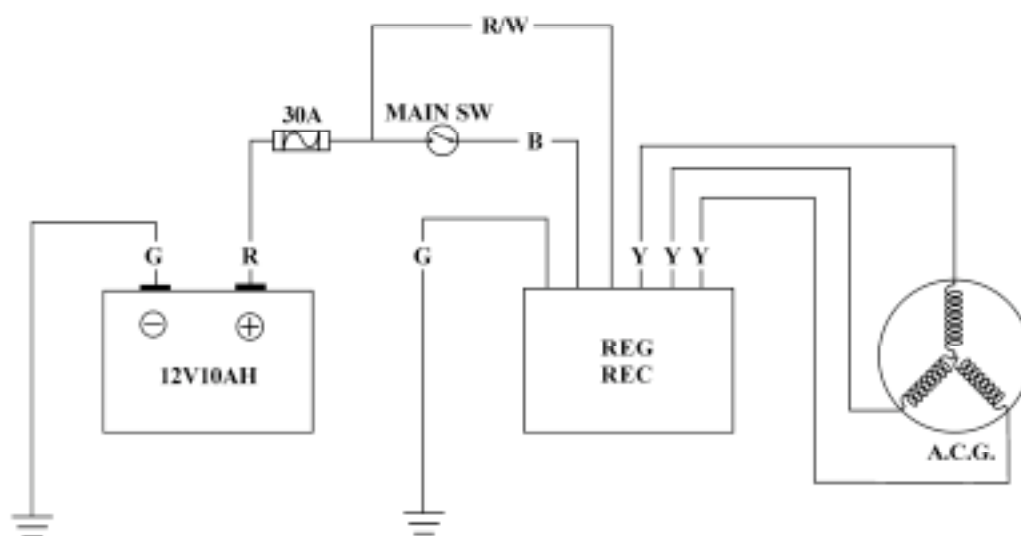 R/W
30A
MAIN SW
B
G
R
G
Y
Y
Y
12V10AH
REG
REC
A.C.G.